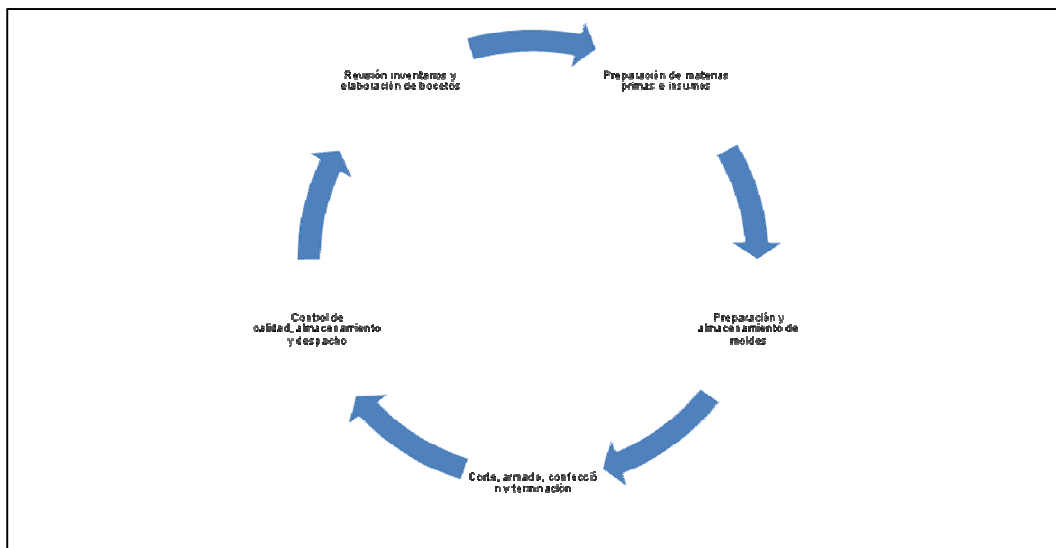 Revisión inventarios y
elaboración de bocetos
Preparación de materias
primas e insumos
Preparación y
almacenamiento de
moldes
Corte, armado, confecció
n y terminación
Control de
calidad, almacenamiento
y despacho